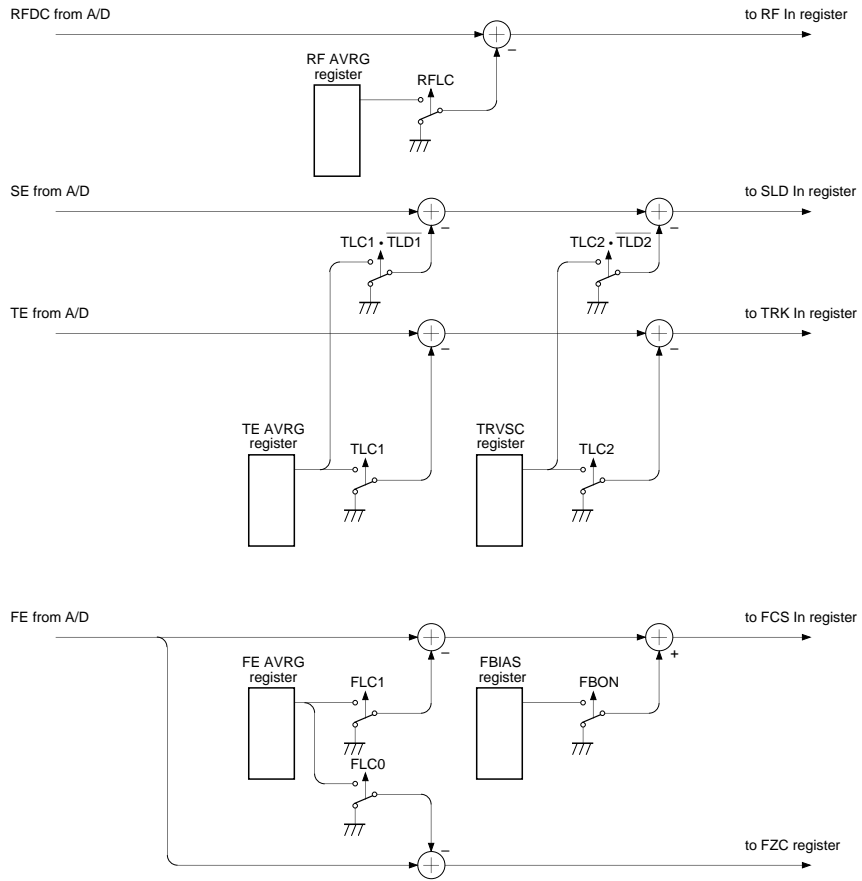 RFDC from A/D
to RF In register
RF AVRG
register
RFLC
−
SE from A/D
to SLD In register
−
−
TLC1 • T̅L̅D̅1̅
TLC2 • T̅L̅D̅2̅
TE from A/D
to TRK In register
−
−
TE AVRG
register
TLC1
TRVSC
register
TLC2
FE from A/D
to FCS In register
−
+
FE AVRG
register
FLC1
FBIAS
register
FBON
FLC0
−
to FZC register